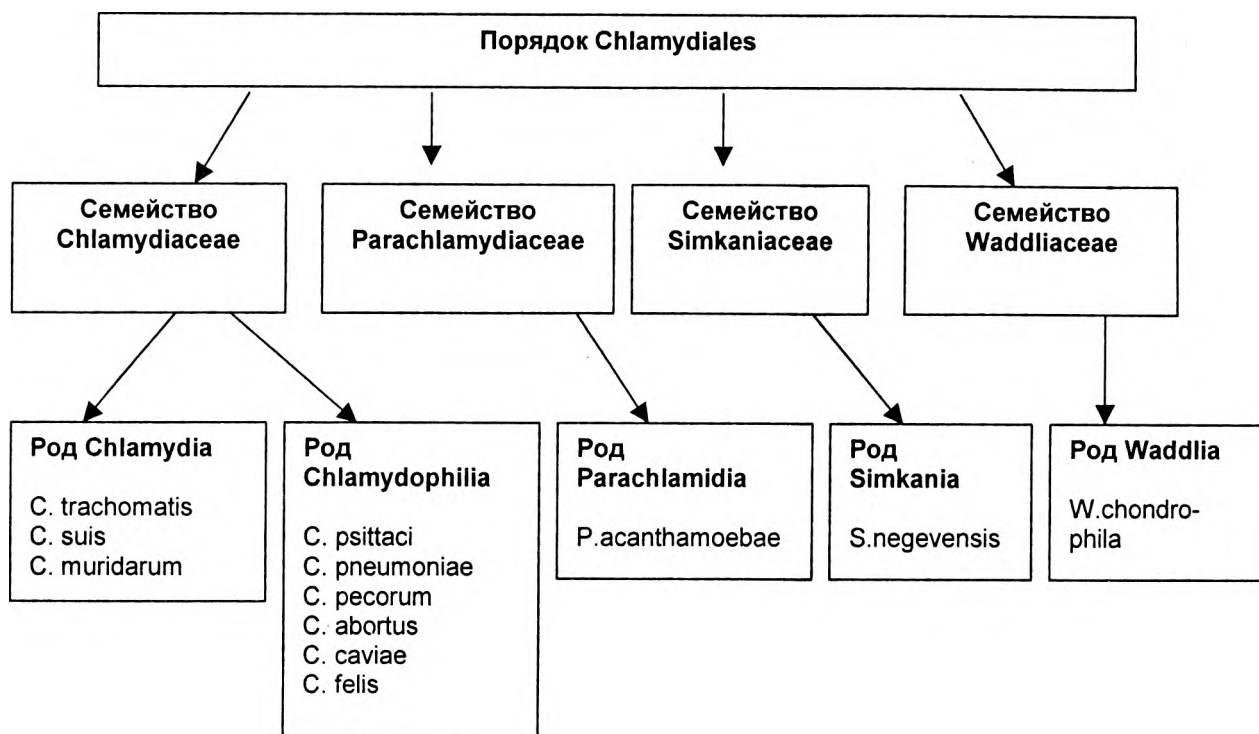 Порядок Chlamydiales
Семейство
Chlamydiaceae
Семейство
Parachlamydiaceae
Семейство
Simkaniaceae
Семейство
Waddliaceae
Род Chlamydia
C. trachomatis
C. suis
C. muridarum
Род
Chlamydophilia
C. psittaci
C. pneumoniae
C. pecorum
C. abortus
C. caviae
C. felis
Род
Parachlamidia
P.acanthamoebae
Род
Simkania
S.negevensis
Род Waddlia
W.chondro-
phila